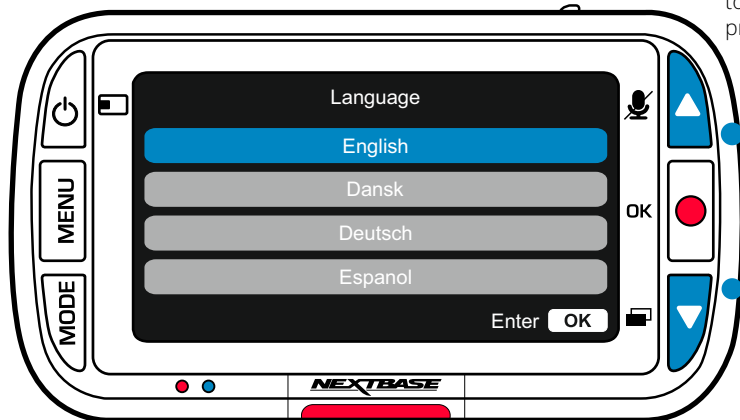 Language
English
Dansk
Deutsch
Espanol
Enter OK
MENU
MODE
OK
NEXTBASE